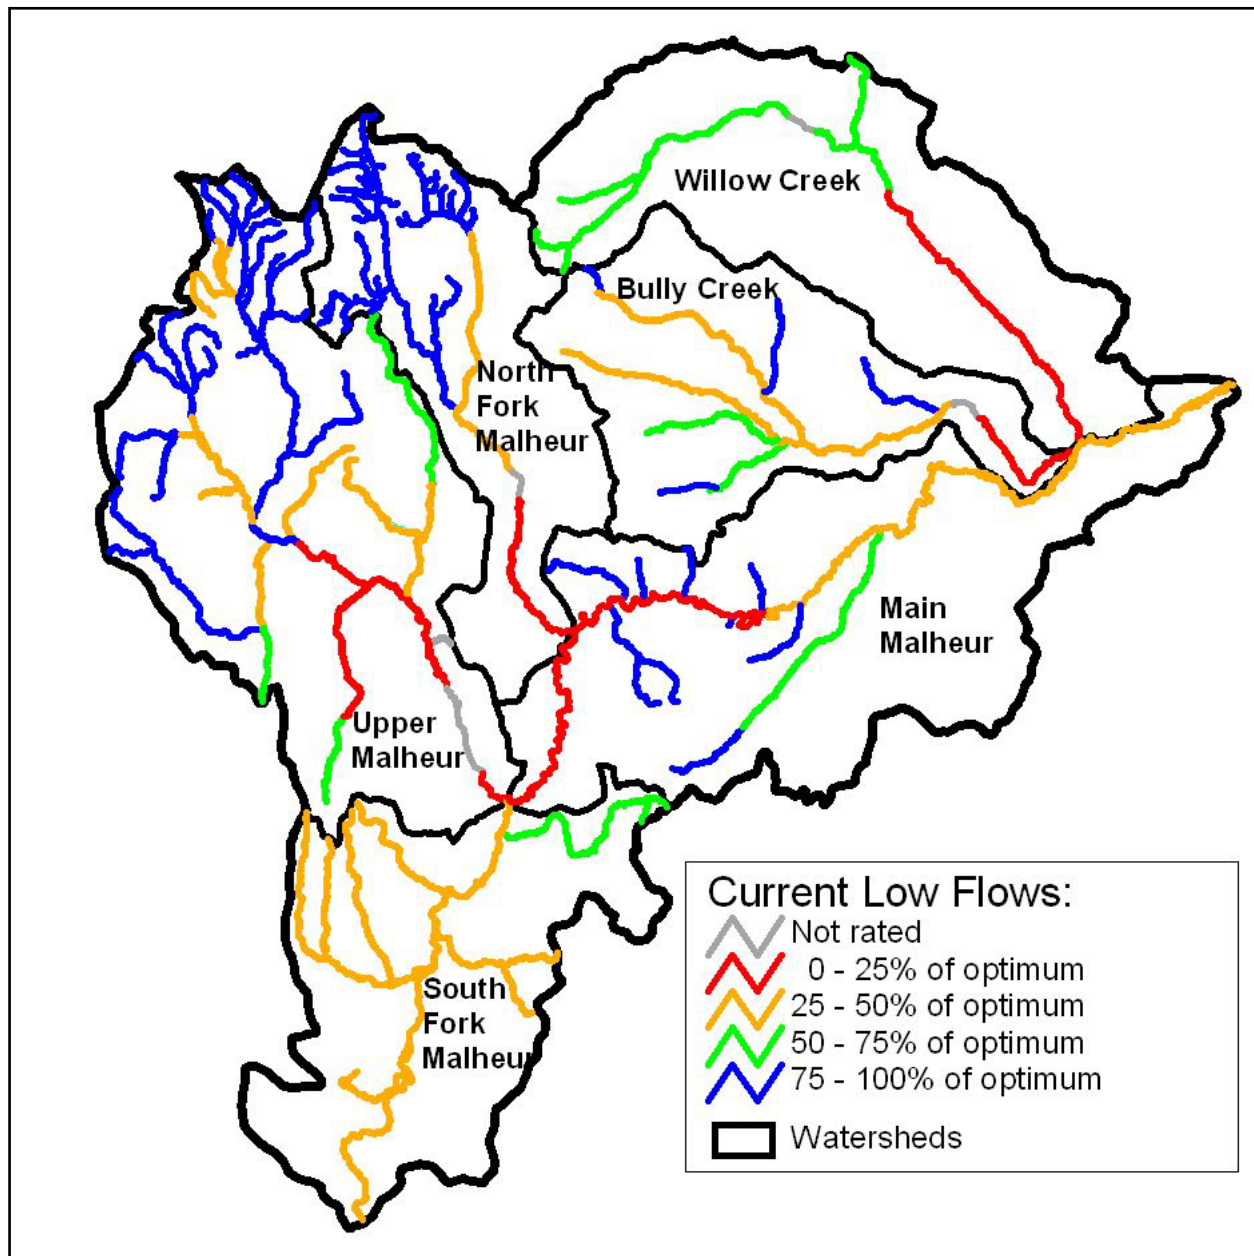 Willow Creek
Bully Creek
North
Fork
Malheur
Main
Malheur
Upper
Malheur
South
Fork
Malheur
Current Low Flows:
Not rated
0 - 25% of optimum
25 - 50% of optimum
50 - 75% of optimum
75 - 100% of optimum
Watersheds